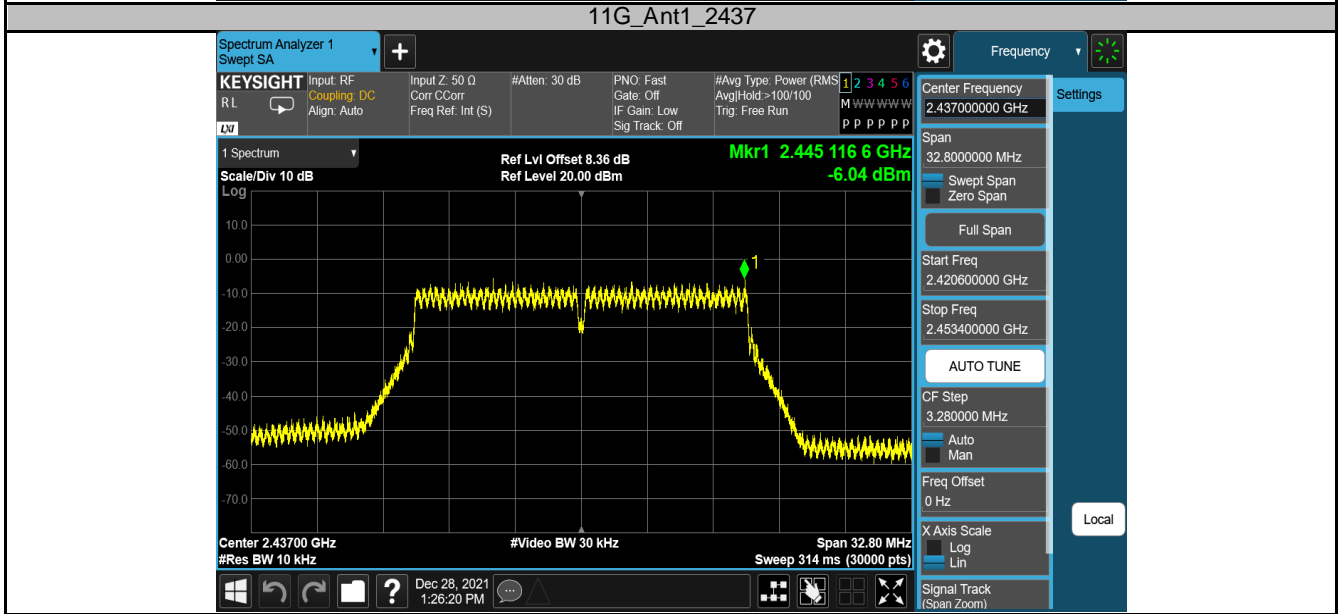 11G_Ant1_2437
Spectrum Analyzer 1
Swept SA
+
Frequency
KEYSIGHT
R L
LXI
Input: RF
Coupling: DC
Align: Auto
Input Z: 50 Ω
Corr CCorr
Freq Ref: Int (S)
#Atten: 30 dB
PNO: Fast
Gate: Off
IF Gain: Low
Sig Track: Off
#Avg Type: Power (RMS
Avg|Hold:>100/100
Trig: Free Run
1 2 3 4 5 6
M W W W W W
P P P P P P
1 Spectrum
Scale/Div 10 dB
Log
Ref Lvl Offset 8.36 dB
Ref Level 20.00 dBm
Mkr1 2.445 116 6 GHz
-6.04 dBm
10.0
0.00
-10.0
-20.0
-30.0
-40.0
-50.0
-60.0
-70.0
1
Center 2.43700 GHz
#Res BW 10 kHz
#Video BW 30 kHz
Span 32.80 MHz
Sweep 314 ms (30000 pts)
?
Dec 28, 2021
1:26:20 PM
Center Frequency
2.437000000 GHz
Span
32.8000000 MHz
Swept Span
Zero Span
Full Span
Start Freq
2.420600000 GHz
Stop Freq
2.453400000 GHz
AUTO TUNE
CF Step
3.280000 MHz
Auto
Man
Freq Offset
0 Hz
X Axis Scale
Log
Lin
Signal Track
(Span Zoom)
Settings
Local